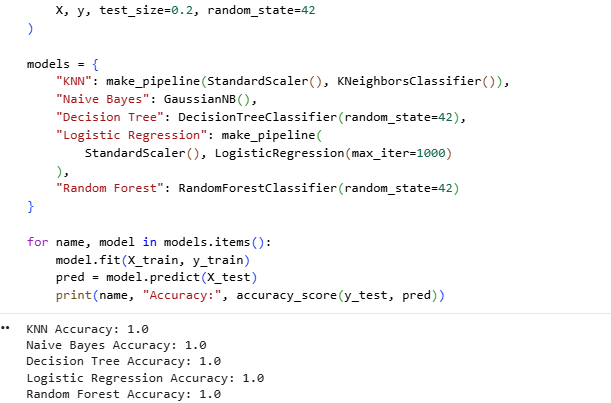 X, y, test_size=0.2, random_state=42
)

models = {
    "KNN": make_pipeline(StandardScaler(), KNeighborsClassifier()),
    "Naive Bayes": GaussianNB(),
    "Decision Tree": DecisionTreeClassifier(random_state=42),
    "Logistic Regression": make_pipeline(
        StandardScaler(), LogisticRegression(max_iter=1000)
    ),
    "Random Forest": RandomForestClassifier(random_state=42)
}

for name, model in models.items():
    model.fit(X_train, y_train)
    pred = model.predict(X_test)
    print(name, "Accuracy:", accuracy_score(y_test, pred))

KNN Accuracy: 1.0
Naive Bayes Accuracy: 1.0
Decision Tree Accuracy: 1.0
Logistic Regression Accuracy: 1.0
Random Forest Accuracy: 1.0